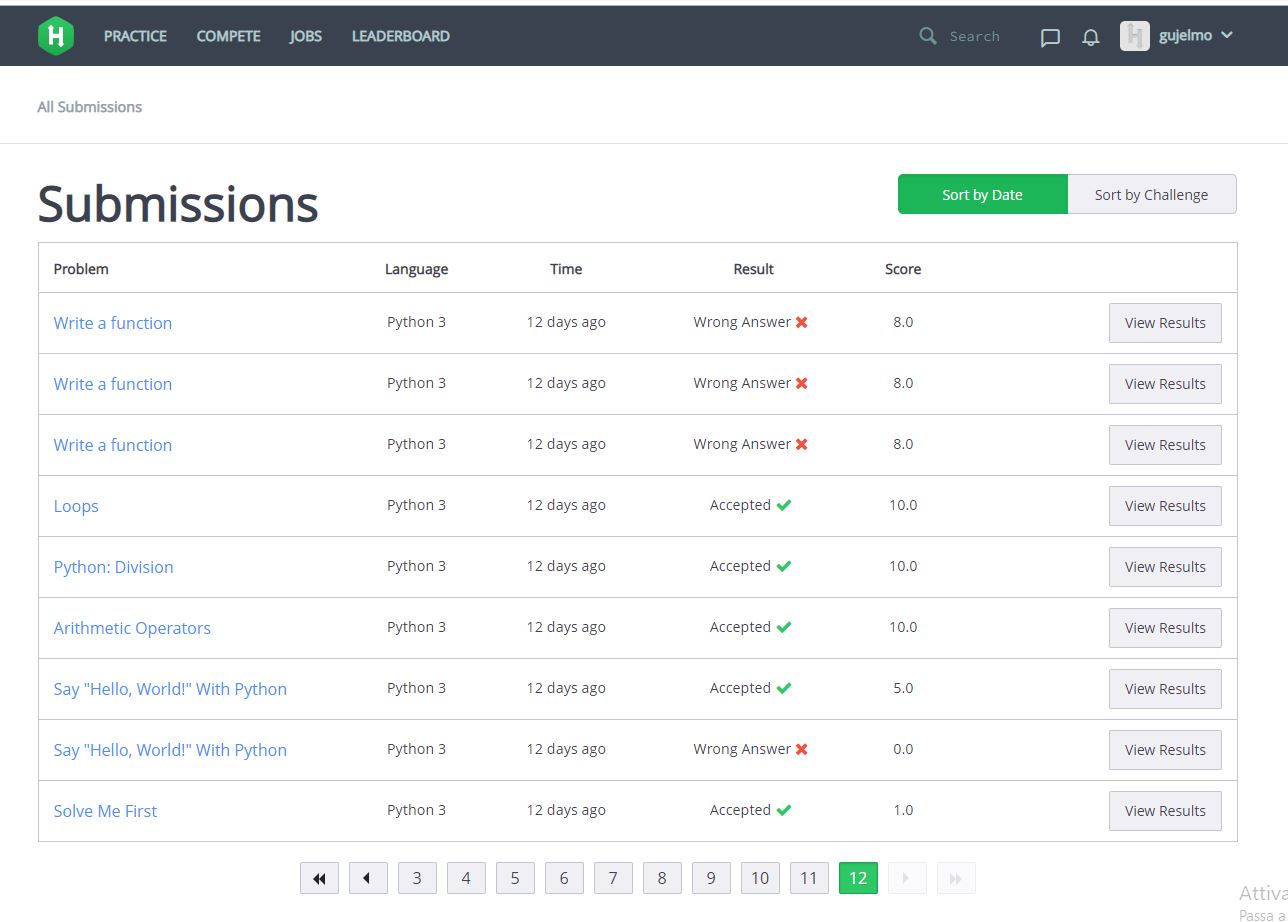 H PRACTICE COMPETE JOBS LEADERBOARD Search gujelmo
All Submissions
Submissions
Sort by Date Sort by Challenge
Problem Language Time Result Score
Write a function Python 3 12 days ago Wrong Answer 8.0 View Results
Write a function Python 3 12 days ago Wrong Answer 8.0 View Results
Write a function Python 3 12 days ago Wrong Answer 8.0 View Results
Loops Python 3 12 days ago Accepted 10.0 View Results
Python: Division Python 3 12 days ago Accepted 10.0 View Results
Arithmetic Operators Python 3 12 days ago Accepted 10.0 View Results
Say "Hello, World!" With Python Python 3 12 days ago Accepted 5.0 View Results
Say "Hello, World!" With Python Python 3 12 days ago Wrong Answer 0.0 View Results
Solve Me First Python 3 12 days ago Accepted 1.0 View Results
3 4 5 6 7 8 9 10 11 12
Attiva
Passa a